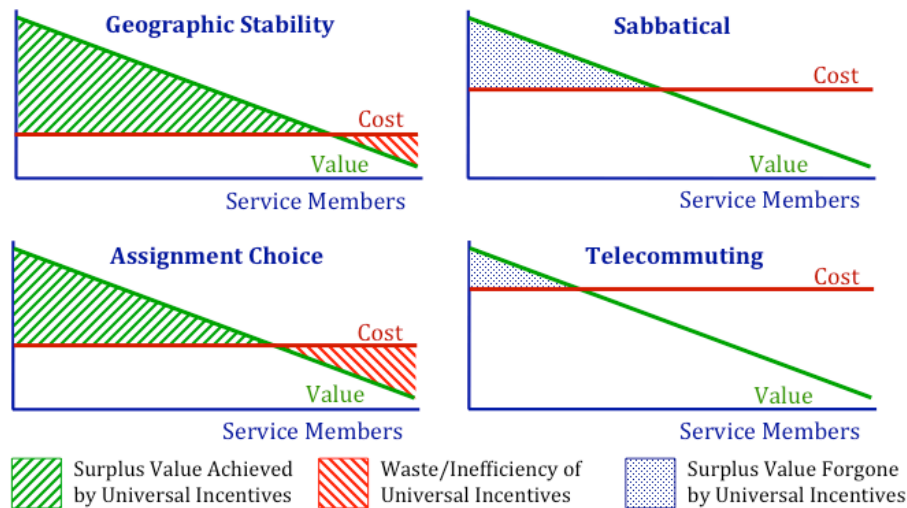 Geographic Stability
Cost
Value
Service Members
Sabbatical
Cost
Value
Service Members
Assignment Choice
Cost
Value
Service Members
Telecommuting
Cost
Value
Service Members
Surplus Value Achieved
by Universal Incentives
Waste/Inefficiency of
Universal Incentives
Surplus Value Forgone
by Universal Incentives